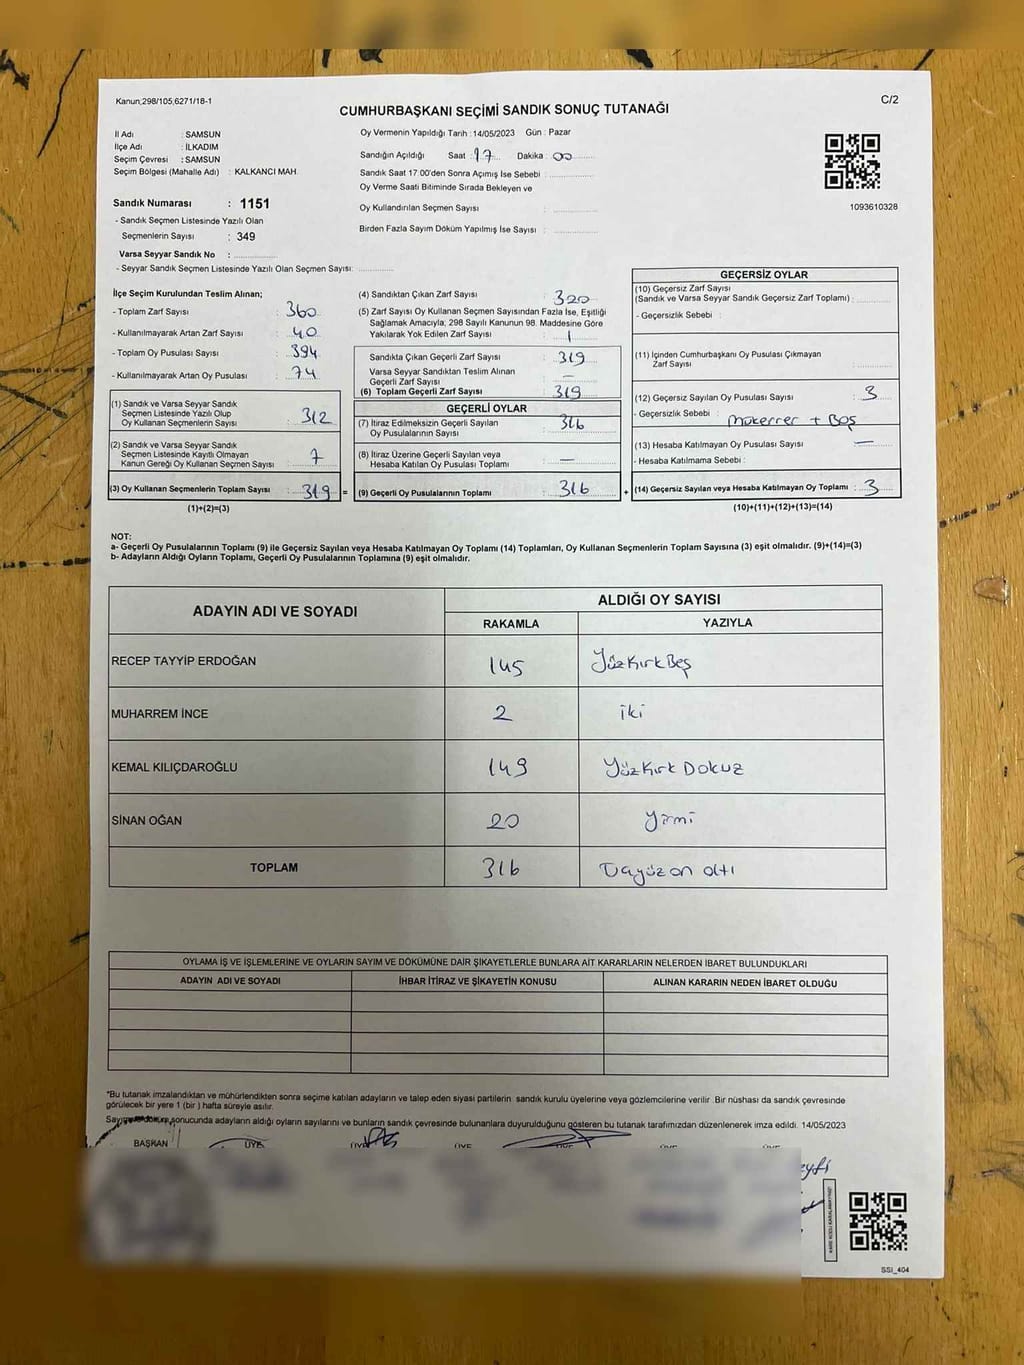 Kanun;298/105,6271/18-1
C/2
CUMHURBAŞKANI SEÇİMİ SANDIK SONUÇ TUTANAĞI
İl Adı : SAMSUN
İlçe Adı : İLKADIM
Seçim Çevresi : SAMSUN
Seçim Bölgesi (Mahalle Adı) : KALKANCI MAH.
Sandık Numarası : 1151
- Sandık Seçmen Listesinde Yazılı Olan
Seçmenlerin Sayısı : 349
Varsa Seyyar Sandık No :
- Seyyar Sandık Seçmen Listesinde Yazılı Olan Seçmen Sayısı:
Oy Vermenin Yapıldığı Tarih : 14/05/2023 Gün : Pazar
Sandığın Açıldığı Saat : 17 Dakika : 00
Sandık Saat 17.00'den Sonra Açımış İse Sebebi :
Oy Verme Saati Bitiminde Sırada Bekleyen ve
Oy Kullandırılan Seçmen Sayısı :
Birden Fazla Sayım Döküm Yapılmış İse Sayısı :
1093610328
İlçe Seçim Kurulundan Teslim Alınan;
- Toplam Zarf Sayısı : 360
- Kullanılmayarak Artan Zarf Sayısı : 40
- Toplam Oy Pusulası Sayısı : 394
- Kullanılmayarak Artan Oy Pusulası : 74
(1) Sandık ve Varsa Seyyar Sandık
Seçmen Listesinde Yazılı Olup
Oy Kullanan Seçmenlerin Sayısı : 312
(2) Sandık ve Varsa Seyyar Sandık
Seçmen Listesinde Kayıtlı Olmayan
Kanun Gereği Oy Kullanan Seçmen Sayısı : 7
(3) Oy Kullanan Seçmenlerin Toplam Sayısı : 319 =
(1)+(2)=(3)
(4) Sandıktan Çıkan Zarf Sayısı : 320
(5) Zarf Sayısı Oy Kullanan Seçmen Sayısından Fazla İse, Eşitliği
Sağlamak Amacıyla; 298 Sayılı Kanunun 98. Maddesine Göre
Yakılarak Yok Edilen Zarf Sayısı : 1
Sandıkta Çıkan Geçerli Zarf Sayısı : 319
Varsa Seyyar Sandıktan Teslim Alınan
Geçerli Zarf Sayısı : —
(6) Toplam Geçerli Zarf Sayısı : 319
GEÇERLİ OYLAR
(7) İtiraz Edilmeksizin Geçerli Sayılan
Oy Pusulalarının Sayısı : 316
(8) İtiraz Üzerine Geçerli Sayılan veya
Hesaba Katılan Oy Pusulası Toplamı : —
(9) Geçerli Oy Pusulalarının Toplamı : 316 +
GEÇERSİZ OYLAR
(10) Geçersiz Zarf Sayısı
(Sandık ve Varsa Seyyar Sandık Geçersiz Zarf Toplamı) :
- Geçersizlik Sebebi :
(11) İçinden Cumhurbaşkanı Oy Pusulası Çıkmayan
Zarf Sayısı :
(12) Geçersiz Sayılan Oy Pusulası Sayısı : 3
- Geçersizlik Sebebi : Mükerrer + Boş
(13) Hesaba Katılmayan Oy Pusulası Sayısı : —
- Hesaba Katılmama Sebebi :
(14) Geçersiz Sayılan veya Hesaba Katılmayan Oy Toplamı : 3
(10)+(11)+(12)+(13)=(14)
NOT:
a- Geçerli Oy Pusulalarının Toplamı (9) ile Geçersiz Sayılan veya Hesaba Katılmayan Oy Toplamı (14) Toplamları, Oy Kullanan Seçmenlerin Toplam Sayısına (3) eşit olmalıdır. (9)+(14)=(3)
b- Adayların Aldığı Oyların Toplamı, Geçerli Oy Pusulalarının Toplamına (9) eşit olmalıdır.
ADAYIN ADI VE SOYADI
ALDIĞI OY SAYISI
RAKAMLA YAZIYLA
RECEP TAYYİP ERDOĞAN 145 YüzKırkBeş
MUHARREM İNCE 2 iki
KEMAL KILIÇDAROĞLU 149 YüzKırk Dokuz
SİNAN OĞAN 20 Yirmi
TOPLAM 316 Üçyüz on altı
OYLAMA İŞ VE İŞLEMLERİNE VE OYLARIN SAYIM VE DÖKÜMÜNE DAİR ŞİKAYETLERLE BUNLARA AİT KARARLARIN NELERDEN İBARET BULUNDUKLARI
ADAYIN ADI VE SOYADI İHBAR İTİRAZ VE ŞİKAYETİN KONUSU ALINAN KARARIN NEDEN İBARET OLDUĞU
*Bu tutanak imzalandıktan ve mühürlendikten sonra seçime katılan adayların ve talep eden siyasi partilerin sandık kurulu üyelerine veya gözlemcilerine verilir. Bir nüshası da sandık çevresinde
görülecek bir yere 1 (bir ) hafta süreyle asılır.
Sayım ve döküm sonucunda adayların aldığı oyların sayılarını ve bunların sandık çevresinde bulunanlara duyurulduğunu gösteren bu tutanak tarafımızdan düzenlenerek imza edildi. 14/05/2023
BAŞKAN ÜYE ÜYE ÜYE ÜYE
SSI_404